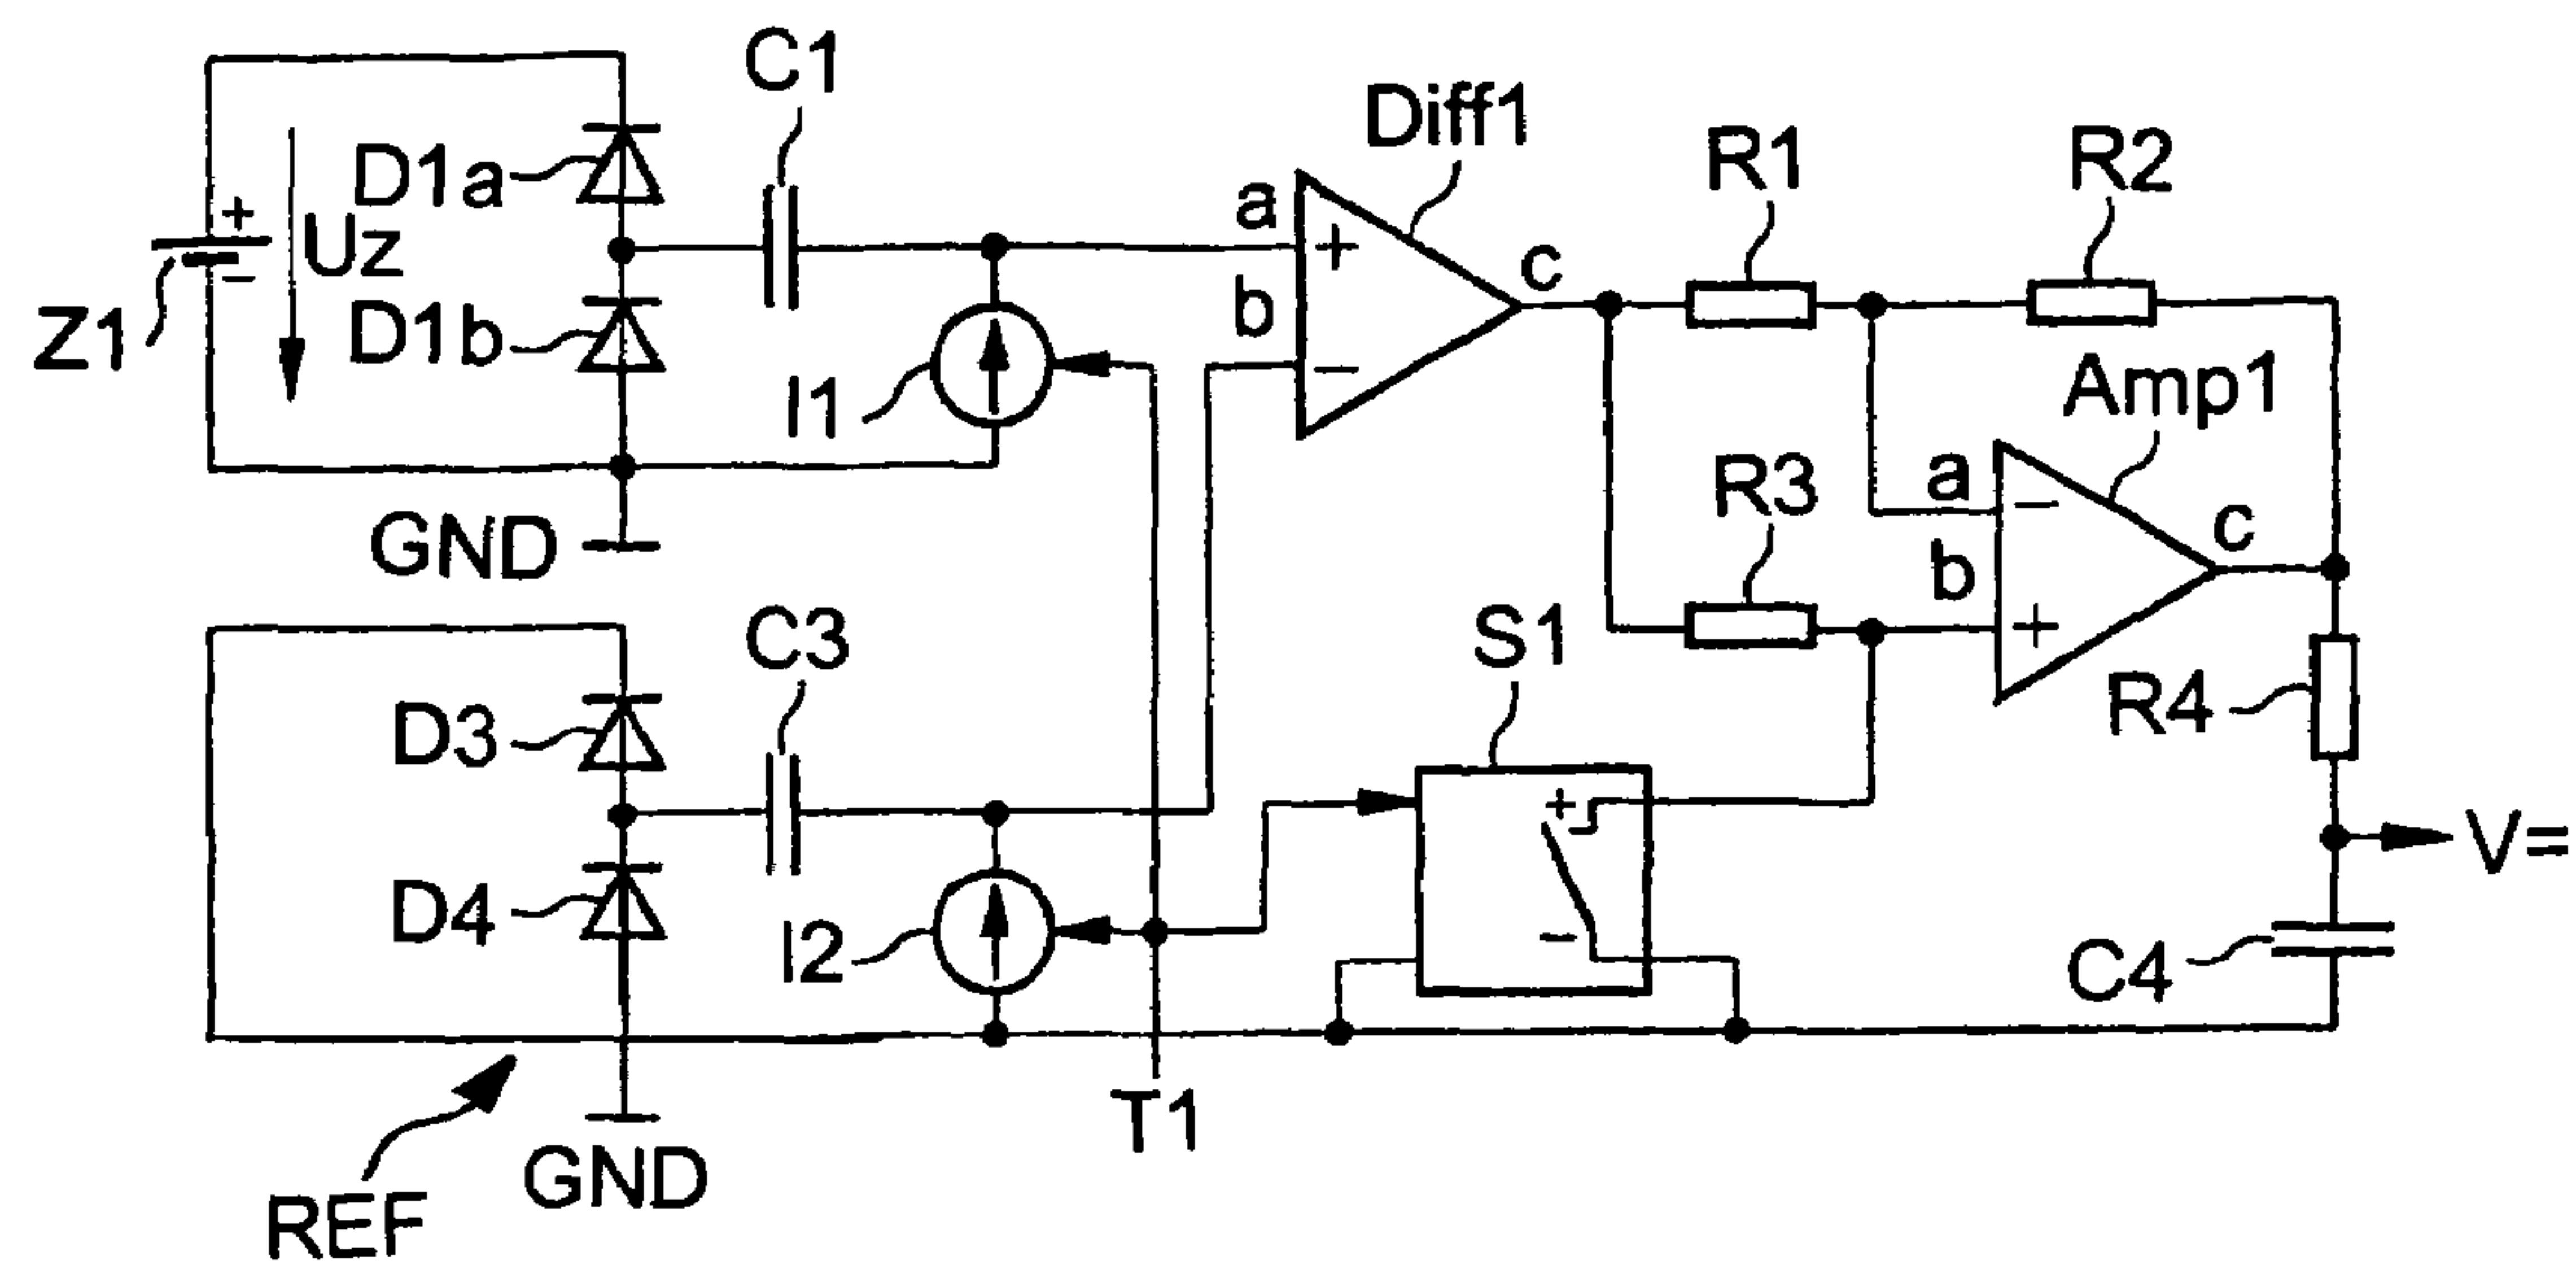 C1
Diff1
R1
R2
D1a
+
Uz
a
+
c
Z1
−
D1b
b
−
I1
Amp1
R3
a
−
c
GND
b
+
C3
S1
R4
D3
+
V=
D4
I2
−
C4
T1
GND
REF